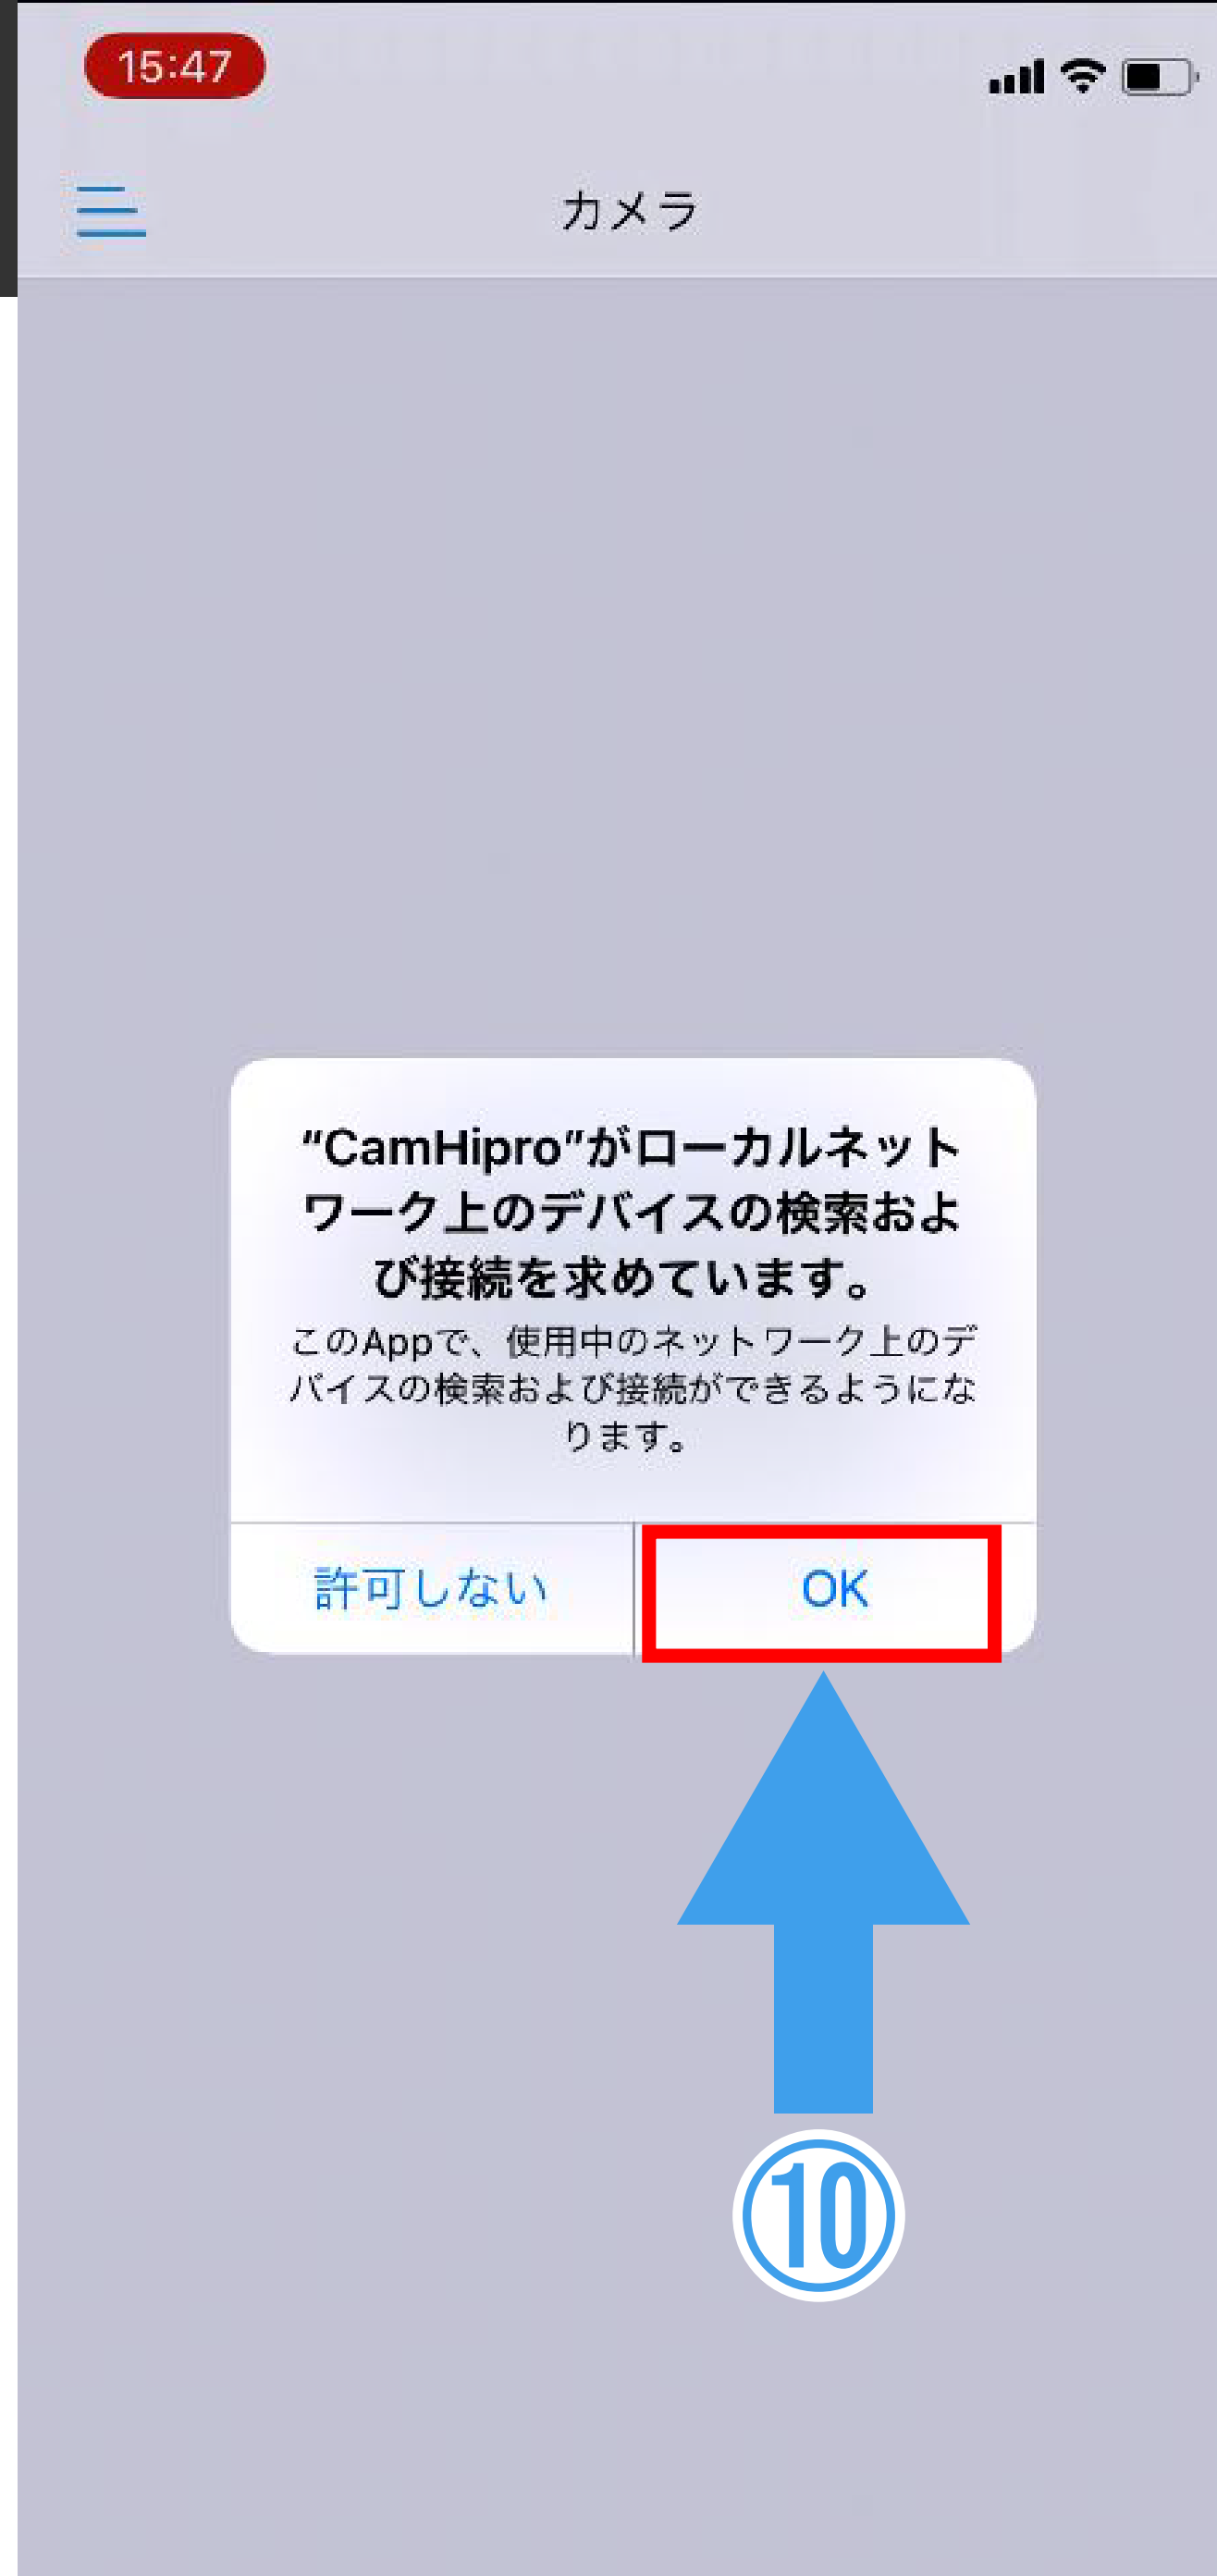 15:47
カメラ
“CamHipro”がローカルネット
ワーク上のデバイスの検索およ
び接続を求めています。
このAppで、使用中のネットワーク上のデ
バイスの検索および接続ができるようにな
ります。
許可しない
OK
⑩